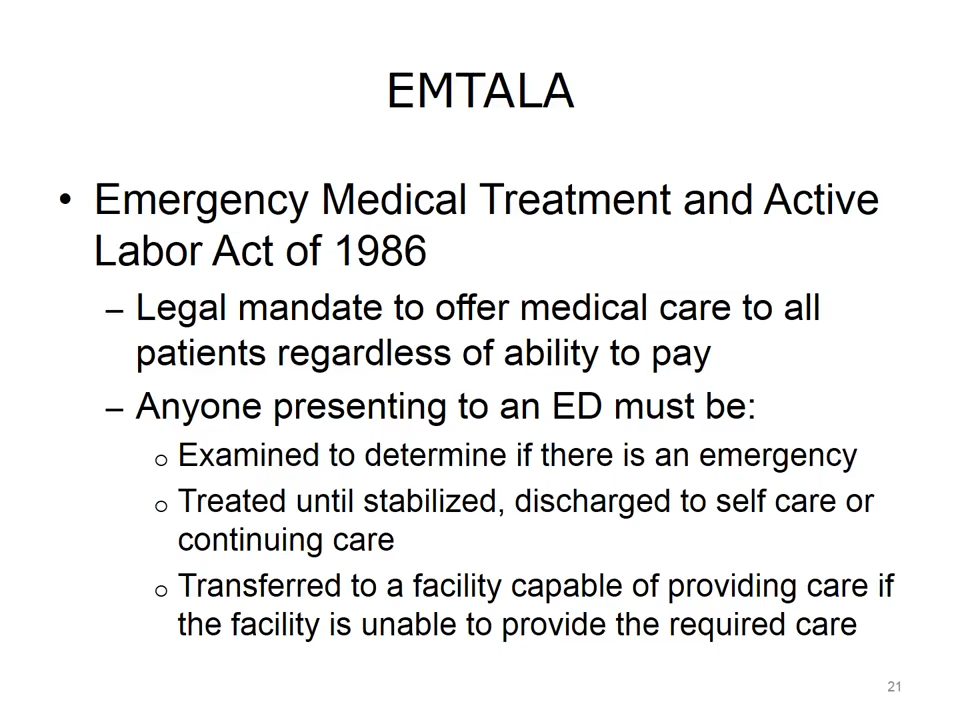 EMTALA
• Emergency Medical Treatment and Active
Labor Act of 1986
– Legal mandate to offer medical care to all
patients regardless of ability to pay
– Anyone presenting to an ED must be:
o Examined to determine if there is an emergency
o Treated until stabilized, discharged to self care or
continuing care
o Transferred to a facility capable of providing care if
the facility is unable to provide the required care
21